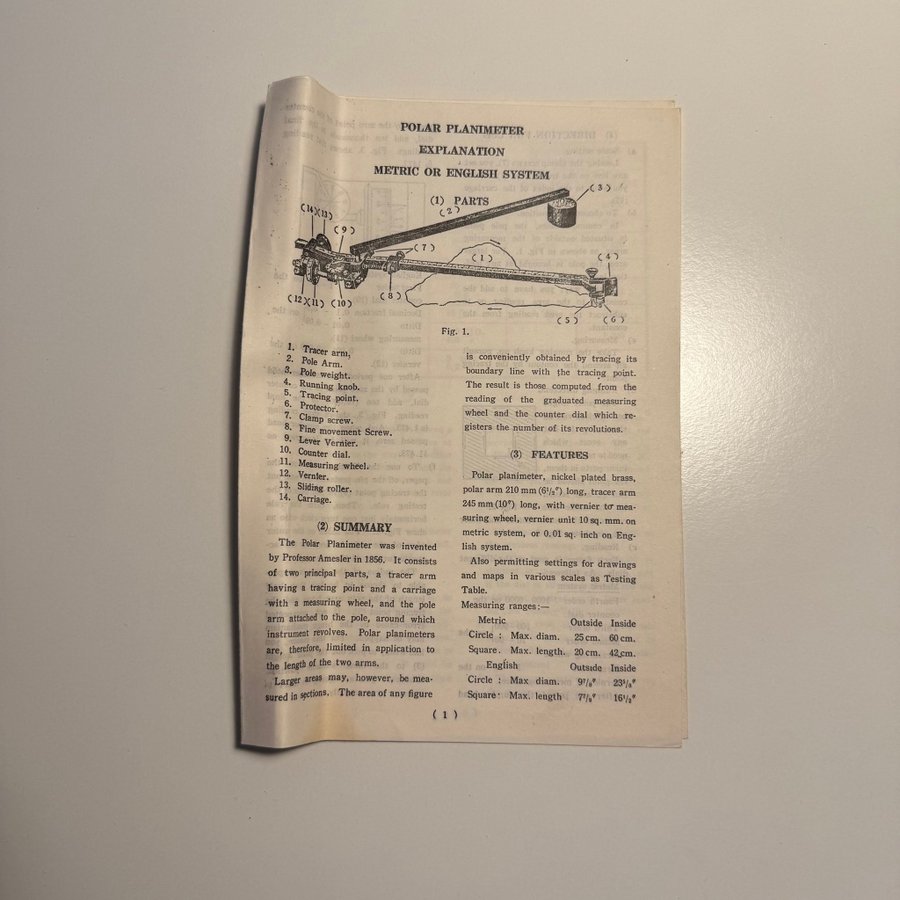 POLAR PLANIMETER
EXPLANATION
METRIC OR ENGLISH SYSTEM
(1) PARTS
(14)(13)
(9)
(2)
(3)
(7)
(1)
(4)
(12)(11)
(10)
(8)
(5)
(6)
Fig. 1.
1. Tracer arm,
2. Pole Arm.
3. Pole weight.
4. Running knob.
5. Tracing point.
6. Protector.
7. Clamp screw.
8. Fine movement Screw.
9. Lever Vernier.
10. Counter dial.
11. Measuring wheel.
12. Vernier.
13. Sliding roller.
14. Carriage.
(2) SUMMARY
The Polar Planimeter was invented
by Professor Amesler in 1856. It consists
of two principal parts, a tracer arm
having a tracing point and a carriage
with a measuring wheel, and the pole
arm attached to the pole, around which
instrument revolves. Polar planimeters
are, therefore, limited in application to
the length of the two arms.
Larger areas may, however, be mea-
sured in sections. The area of any figure
is conveniently obtained by tracing its
boundary line with the tracing point.
The result is those computed from the
reading of the graduated measuring
wheel and the counter dial which re-
gisters the number of its revolutions.
(3) FEATURES
Polar planimeter, nickel plated brass,
polar arm 210 mm (6½″) long, tracer arm
245 mm (10″) long, with vernier to mea-
suring wheel, vernier unit 10 sq. mm. on
metric system, or 0.01 sq. inch on Eng-
lish system.
Also permitting settings for drawings
and maps in various scales as Testing
Table.
Measuring ranges:—
Metric Outside Inside
Circle : Max. diam. 25 cm. 60 cm.
Square. Max. length. 20 cm. 42 cm.
English Outside Inside
Circle : Max diam. 9⅞″ 23⅝″
Square: Max. length 7⅞″ 16½″
( 1 )